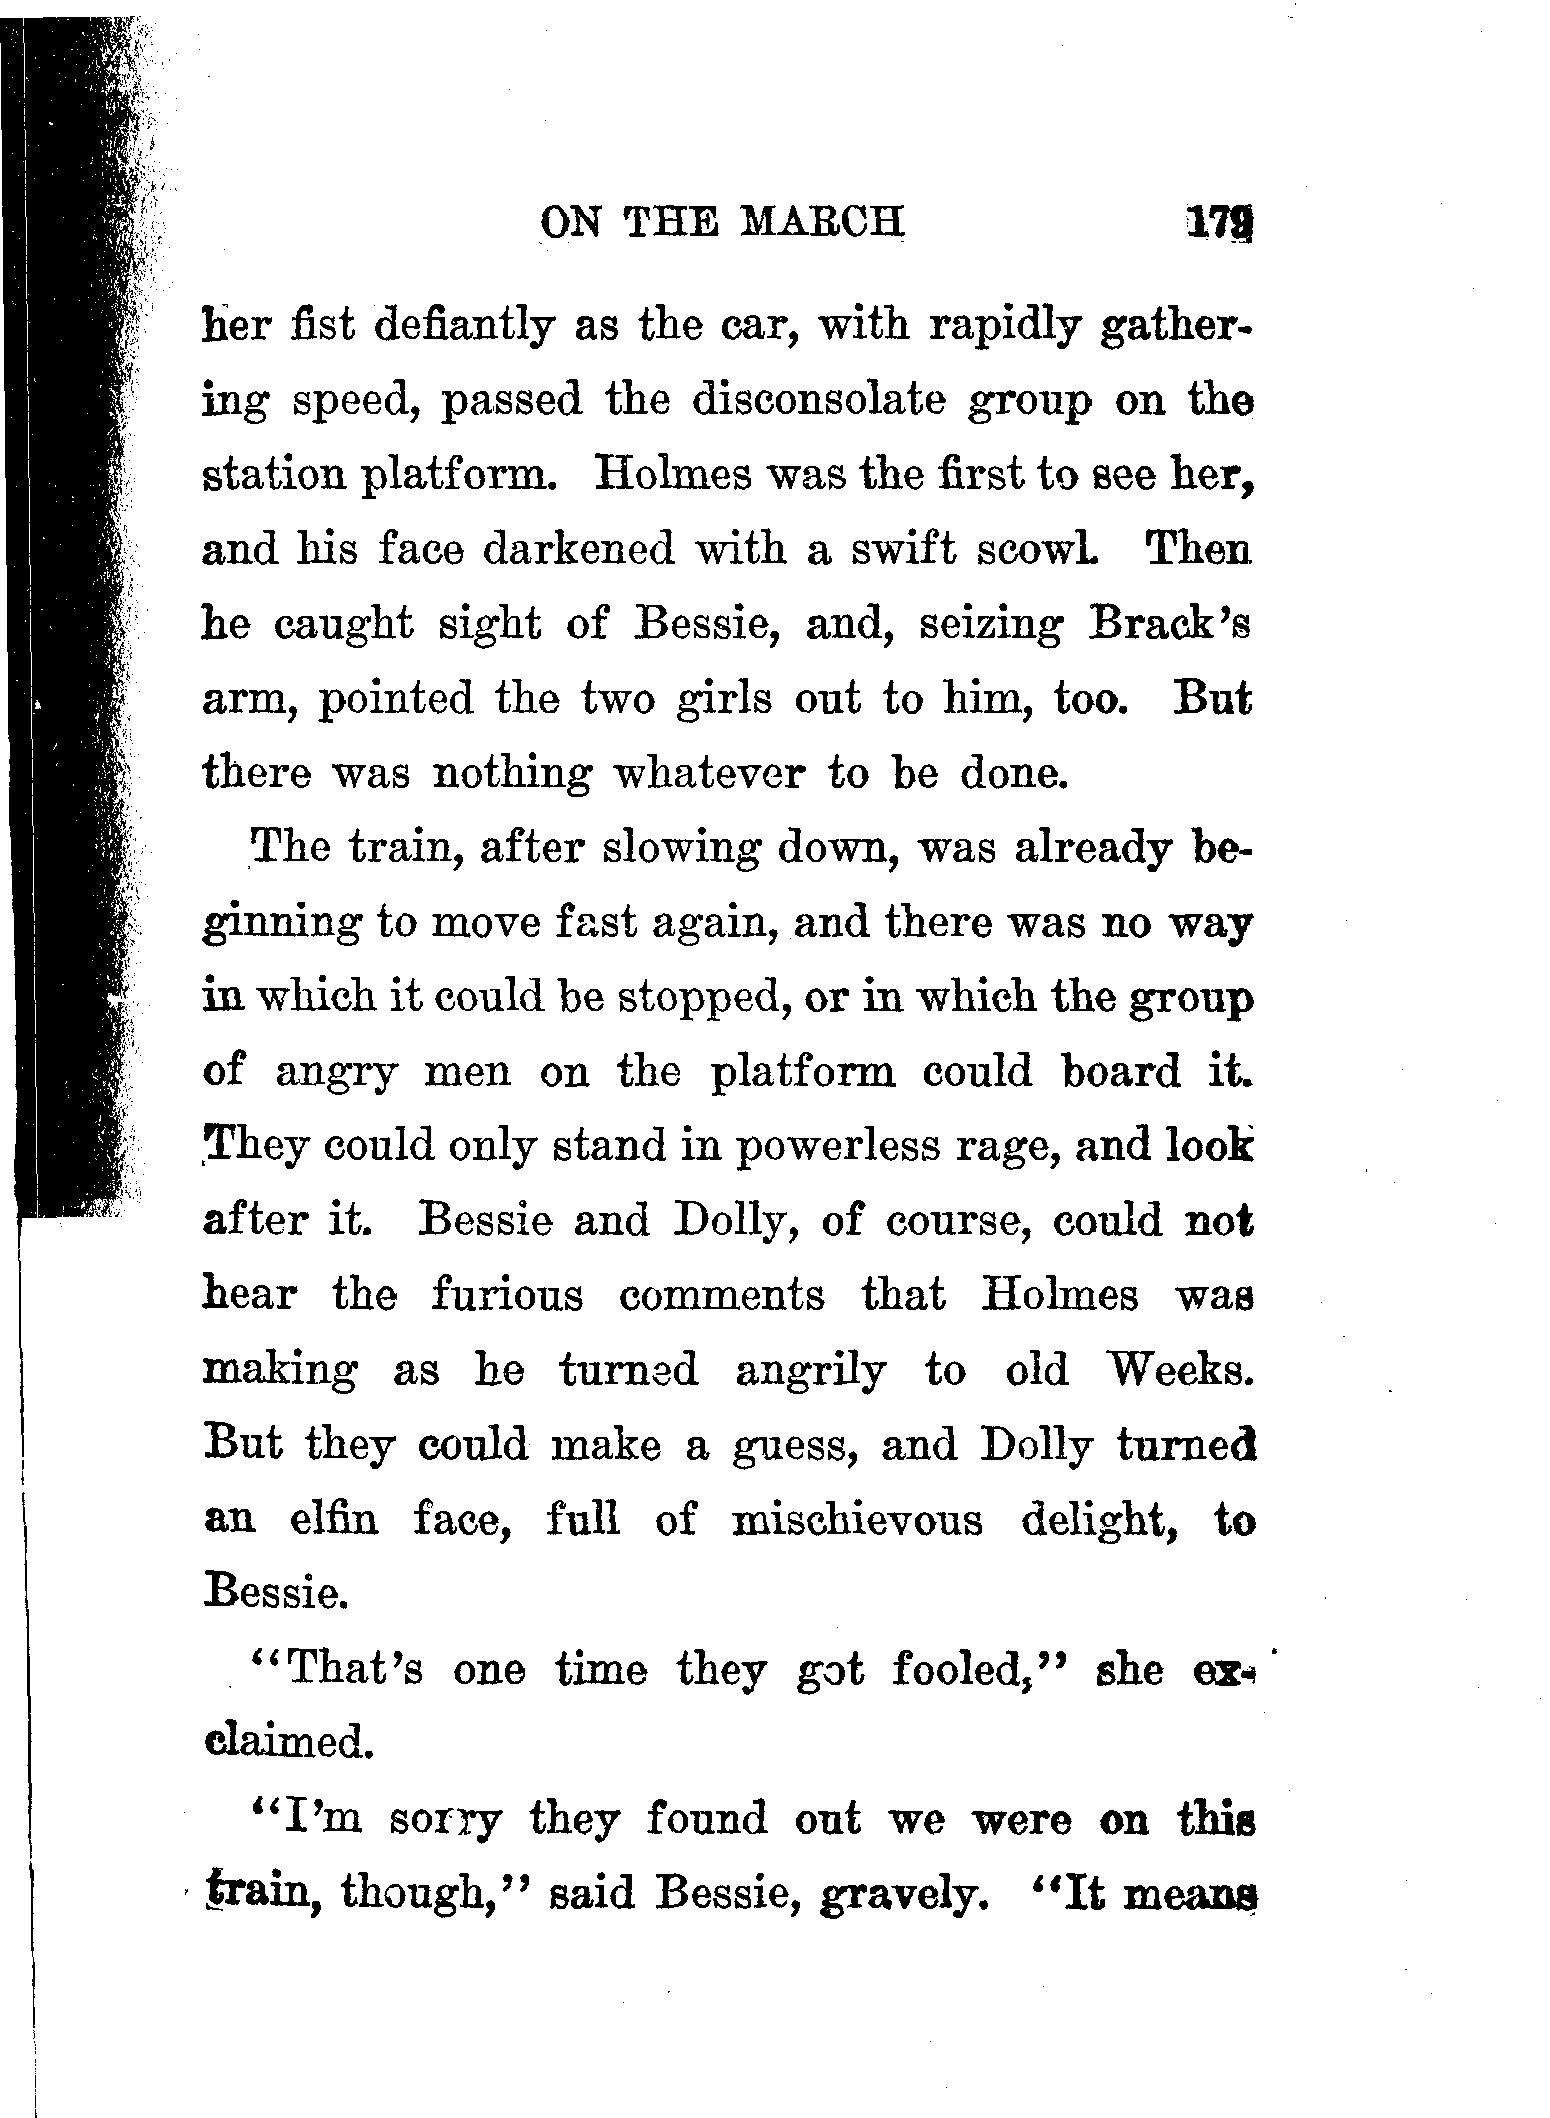 ON THE MARCH 179
her fist defiantly as the car, with rapidly gather-
ing speed, passed the disconsolate group on the
station platform. Holmes was the first to see her,
and his face darkened with a swift scowl. Then
he caught sight of Bessie, and, seizing Brack's
arm, pointed the two girls out to him, too. But
there was nothing whatever to be done.
The train, after slowing down, was already be-
ginning to move fast again, and there was no way
in which it could be stopped, or in which the group
of angry men on the platform could board it.
They could only stand in powerless rage, and look
after it. Bessie and Dolly, of course, could not
hear the furious comments that Holmes was
making as he turned angrily to old Weeks.
But they could make a guess, and Dolly turned
an elfin face, full of mischievous delight, to
Bessie.
"That's one time they got fooled," she ex-
claimed.
"I'm sorry they found out we were on this
train, though," said Bessie, gravely. "It means